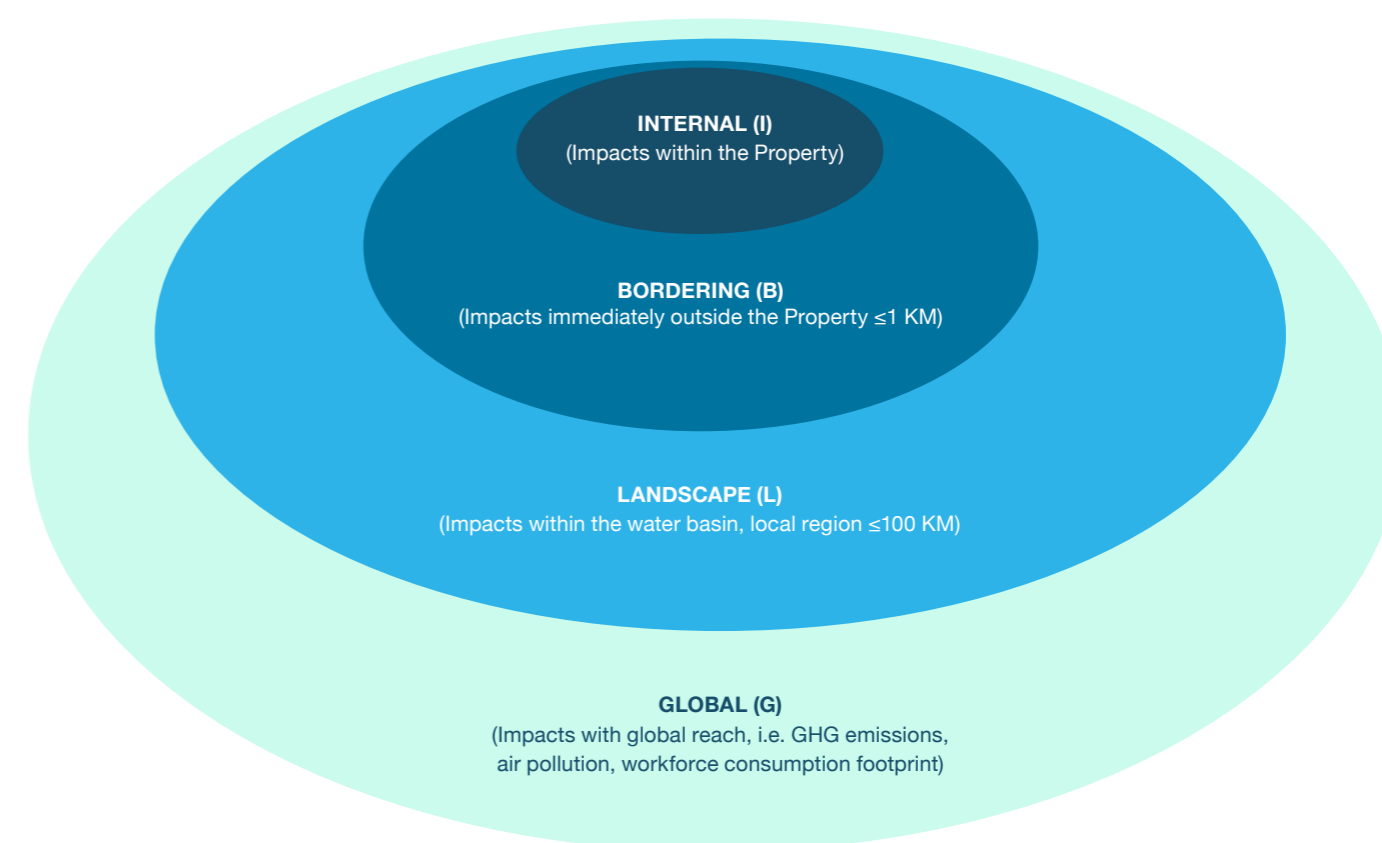 INTERNAL (I)
(Impacts within the Property)
BORDERING (B)
(Impacts immediately outside the Property ≤1 KM)
LANDSCAPE (L)
(Impacts within the water basin, local region ≤100 KM)
GLOBAL (G)
(Impacts with global reach, i.e. GHG emissions,
air pollution, workforce consumption footprint)